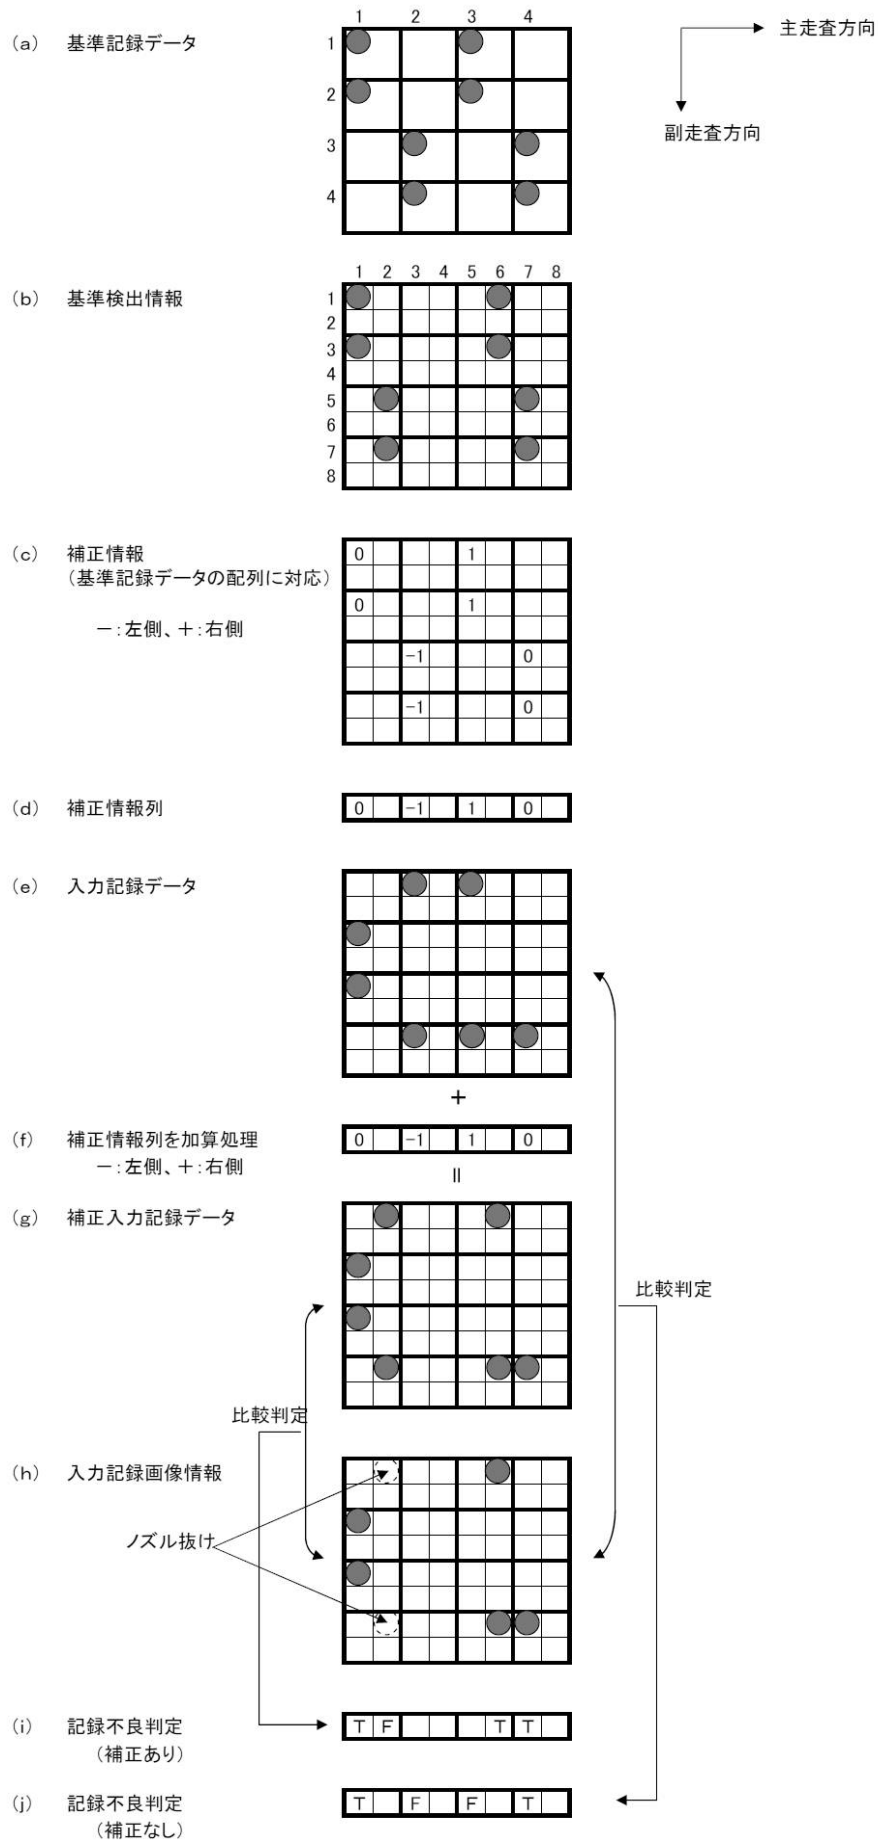 1 2 3 4
(a) 基準記録データ
1
2
3
4
主走査方向
副走査方向
1 2 3 4 5 6 7 8
(b) 基準検出情報
1
2
3
4
5
6
7
8
(c) 補正情報
(基準記録データの配列に対応)
－:左側、＋:右側
0 1
0 1
-1 0
-1 0
(d) 補正情報列
0 -1 1 0
(e) 入力記録データ
+
(f) 補正情報列を加算処理
－:左側、＋:右側
0 -1 1 0
=
(g) 補正入力記録データ
比較判定
比較判定
(h) 入力記録画像情報
ノズル抜け
(i) 記録不良判定
(補正あり)
T F T T
(j) 記録不良判定
(補正なし)
T F F T